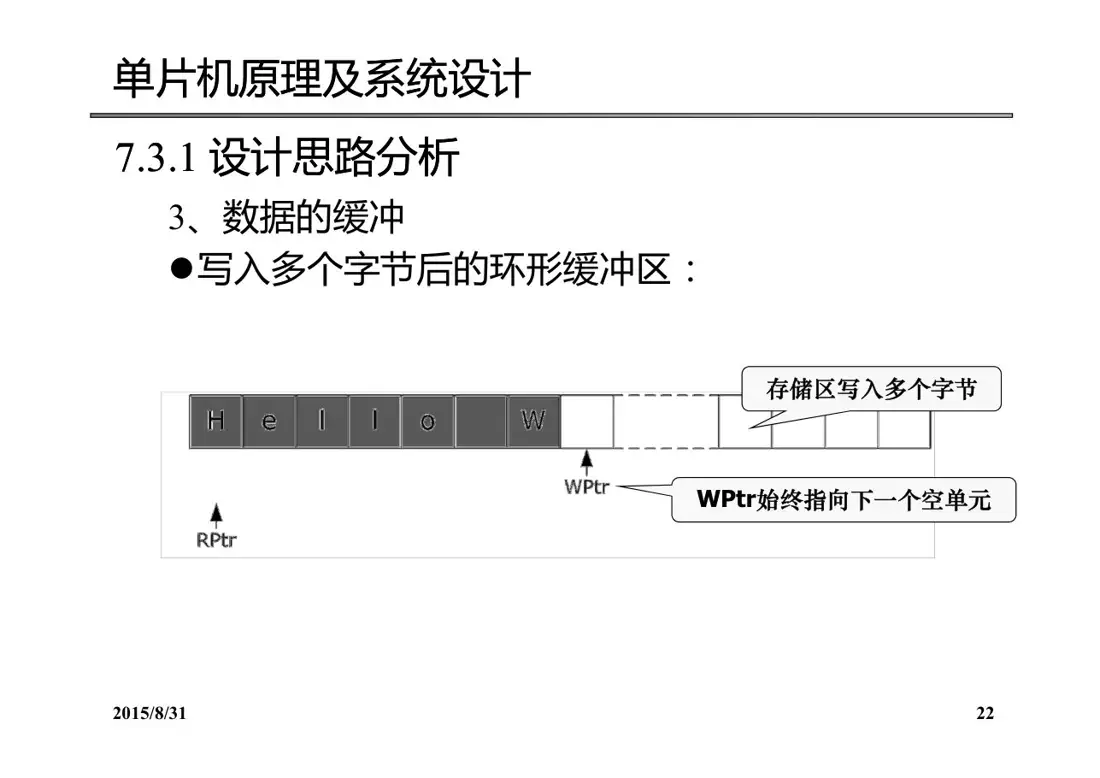 单片机原理及系统设计
7.3.1 设计思路分析
3、数据的缓冲
●写入多个字节后的环形缓冲区：
存储区写入多个字节
H e l l o W
WPtr
WPtr始终指向下一个空单元
RPtr
2015/8/31
22